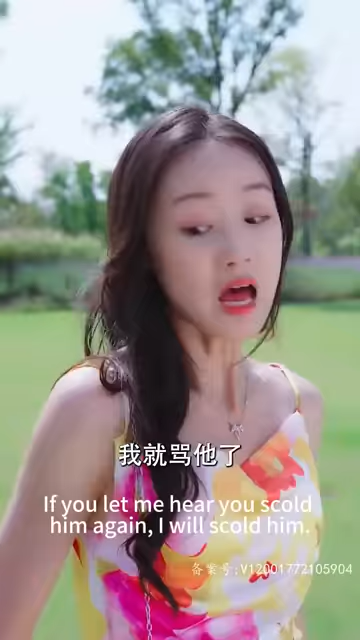 我就骂他了
If you let me hear you scold
him again, I will scold him.
备案号:V12001772105904